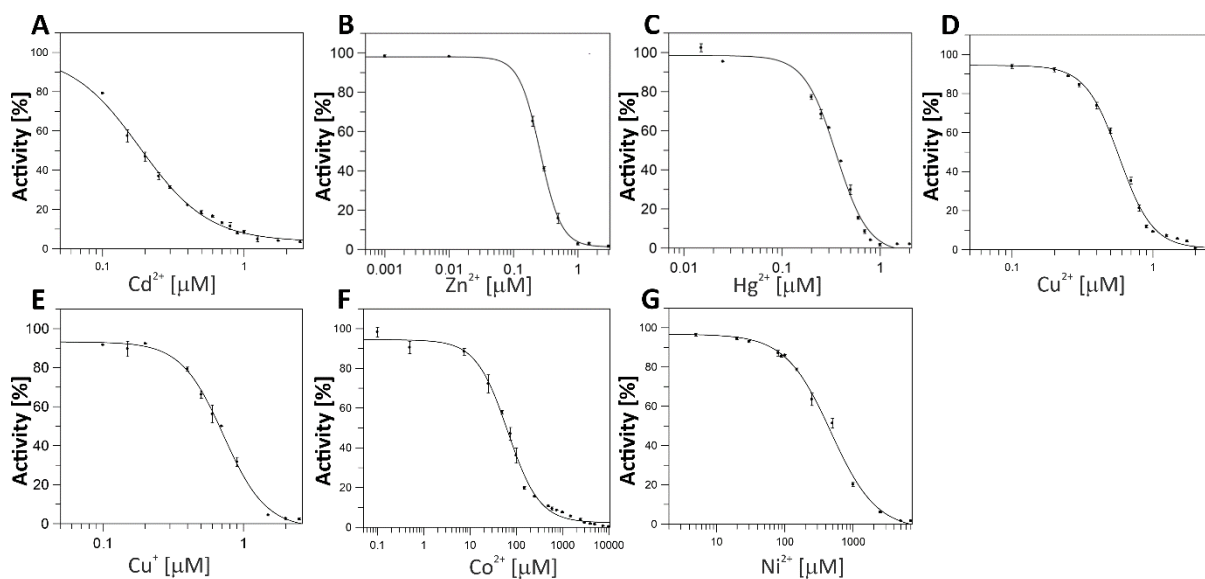 A B C D
100 100 100 100
80 80 80 80
60 60 60 60
40 40 40 40
20 20 20 20
0 0 0 0
Activity [%] Activity [%] Activity [%] Activity [%]
0.1 1 0.001 0.01 0.1 1 0.01 0.1 1 0.1 1
Cd²⁺ [μM] Zn²⁺ [μM] Hg²⁺ [μM] Cu²⁺ [μM]
E F G
100 100 100
80 80 80
60 60 60
40 40 40
20 20 20
0 0 0
Activity [%] Activity [%] Activity [%]
0.1 1 0.1 1 10 100 1000 10000 10 100 1000
Cu⁺ [μM] Co²⁺ [μM] Ni²⁺ [μM]